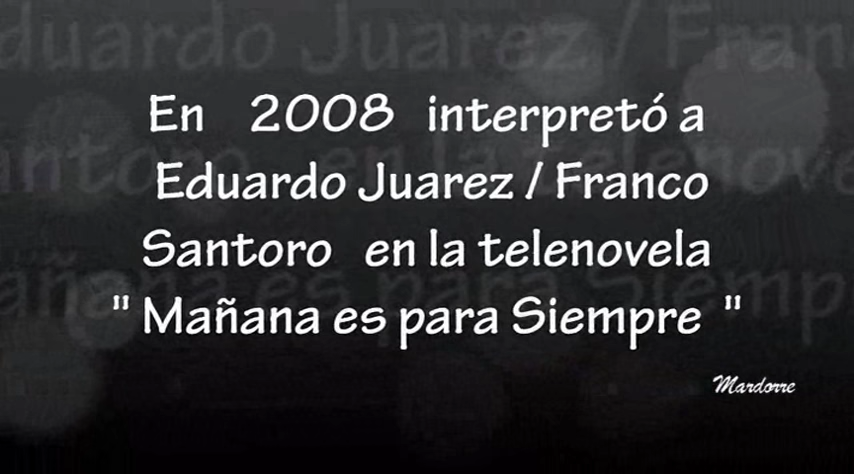 En 2008 interpretó a
Eduardo Juarez / Franco
Santoro en la telenovela
" Mañana es para Siempre "
Mardorre